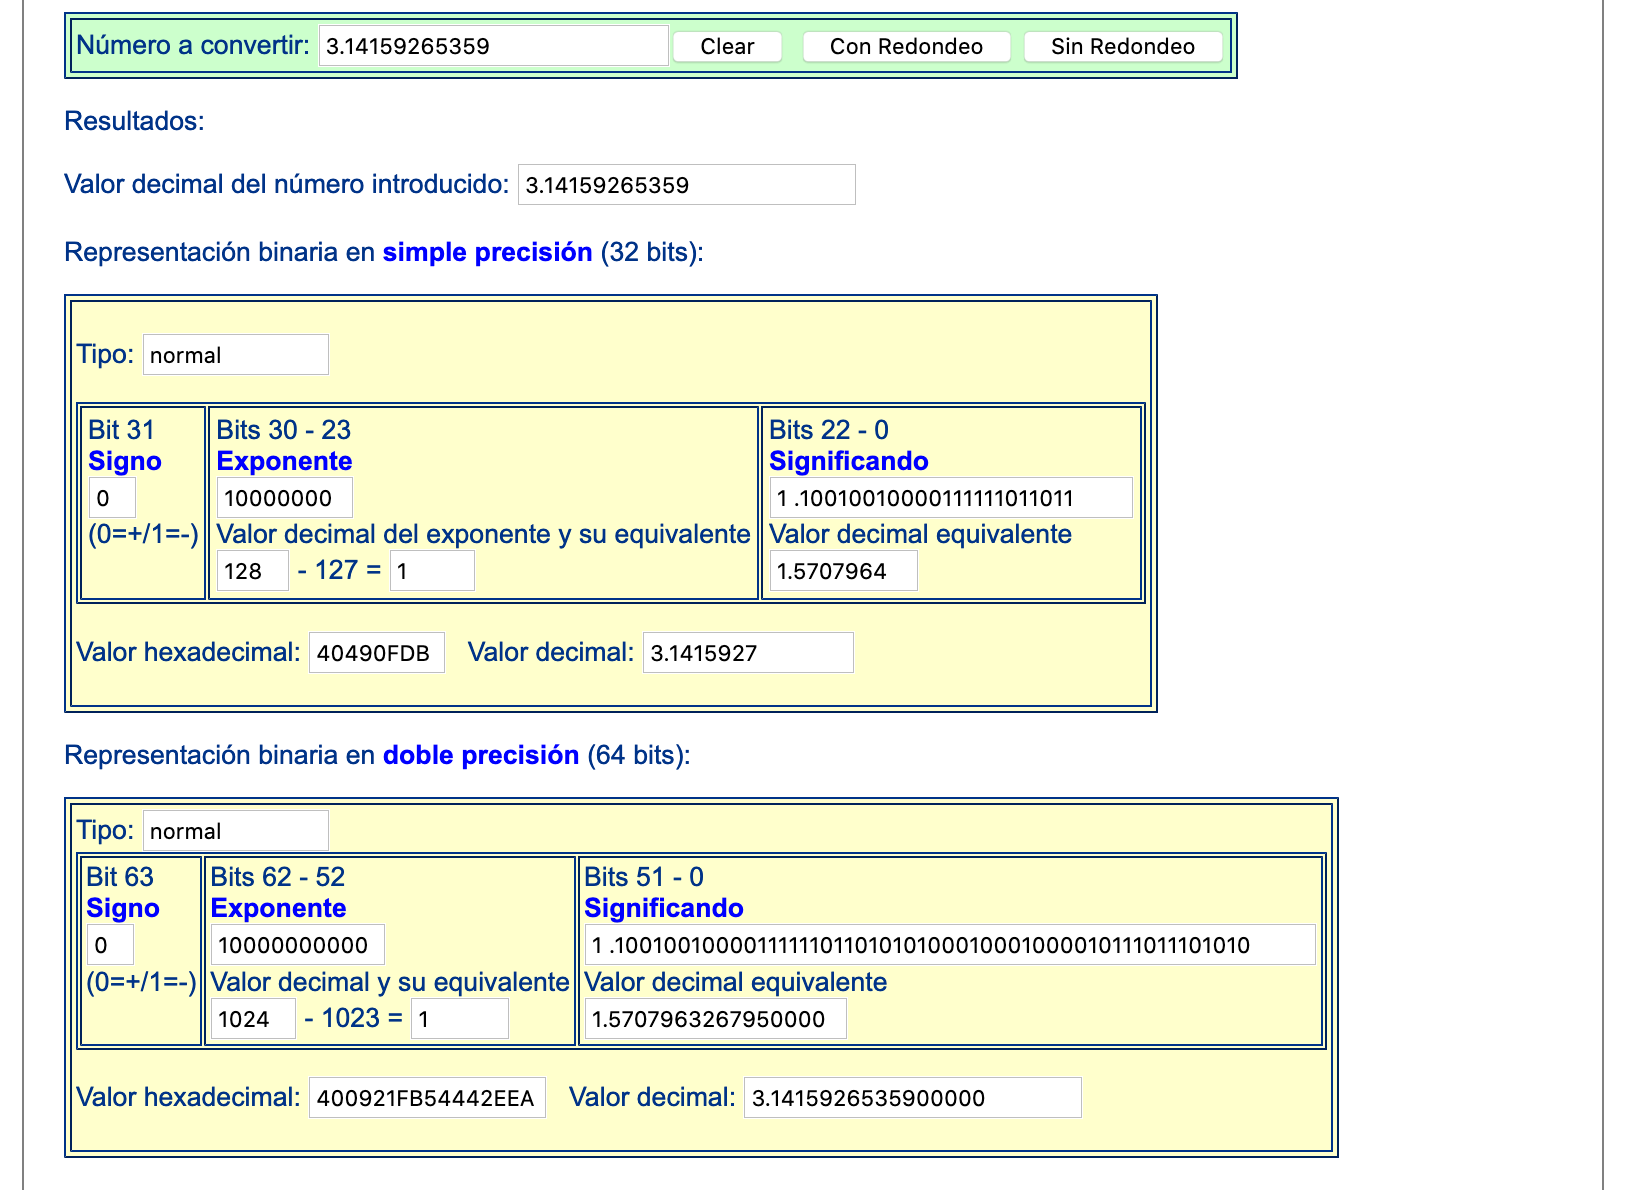 Número a convertir: 3.14159265359 Clear Con Redondeo Sin Redondeo
Resultados:
Valor decimal del número introducido: 3.14159265359
Representación binaria en simple precisión (32 bits):
Tipo: normal
Bit 31 Bits 30 - 23 Bits 22 - 0
Signo Exponente Significando
0 10000000 1 .10010010000111111011011
(0=+/1=-) Valor decimal del exponente y su equivalente Valor decimal equivalente
128 - 127 = 1 1.5707964
Valor hexadecimal: 40490FDB Valor decimal: 3.1415927
Representación binaria en doble precisión (64 bits):
Tipo: normal
Bit 63 Bits 62 - 52 Bits 51 - 0
Signo Exponente Significando
0 10000000000 1 .1001001000011111101101010100010001000010111011101010
(0=+/1=-) Valor decimal y su equivalente Valor decimal equivalente
1024 - 1023 = 1 1.5707963267950000
Valor hexadecimal: 400921FB54442EEA Valor decimal: 3.1415926535900000